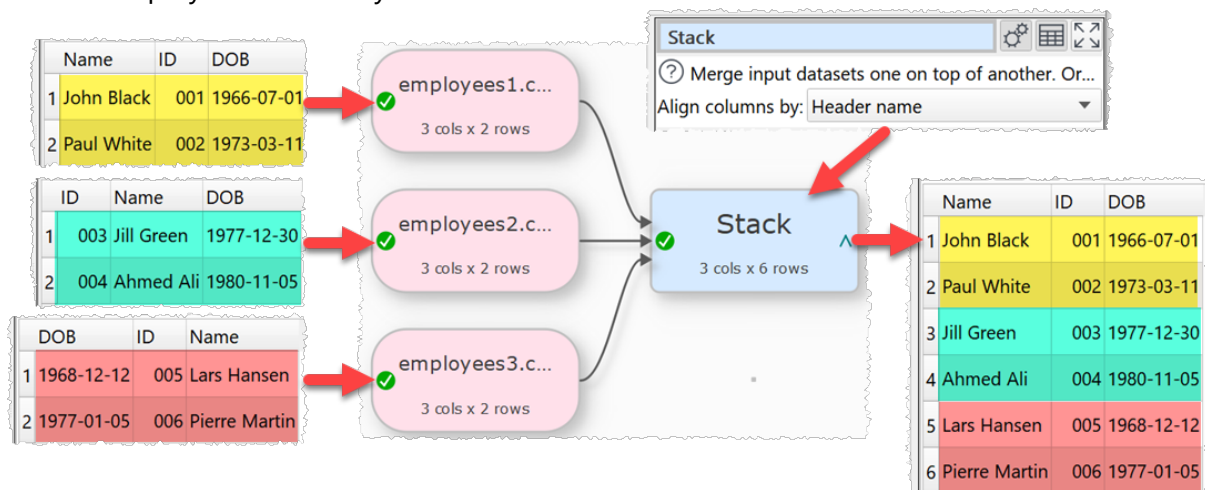 Name ID DOB
1 John Black 001 1966-07-01
2 Paul White 002 1973-03-11
ID Name DOB
1 003 Jill Green 1977-12-30
2 004 Ahmed Ali 1980-11-05
DOB ID Name
1 1968-12-12 005 Lars Hansen
2 1977-01-05 006 Pierre Martin
employees1.c...
3 cols x 2 rows
employees2.c...
3 cols x 2 rows
employees3.c...
3 cols x 2 rows
Stack
Merge input datasets one on top of another. Or...
Align columns by: Header name
Stack
3 cols x 6 rows
Name ID DOB
1 John Black 001 1966-07-01
2 Paul White 002 1973-03-11
3 Jill Green 003 1977-12-30
4 Ahmed Ali 004 1980-11-05
5 Lars Hansen 005 1968-12-12
6 Pierre Martin 006 1977-01-05